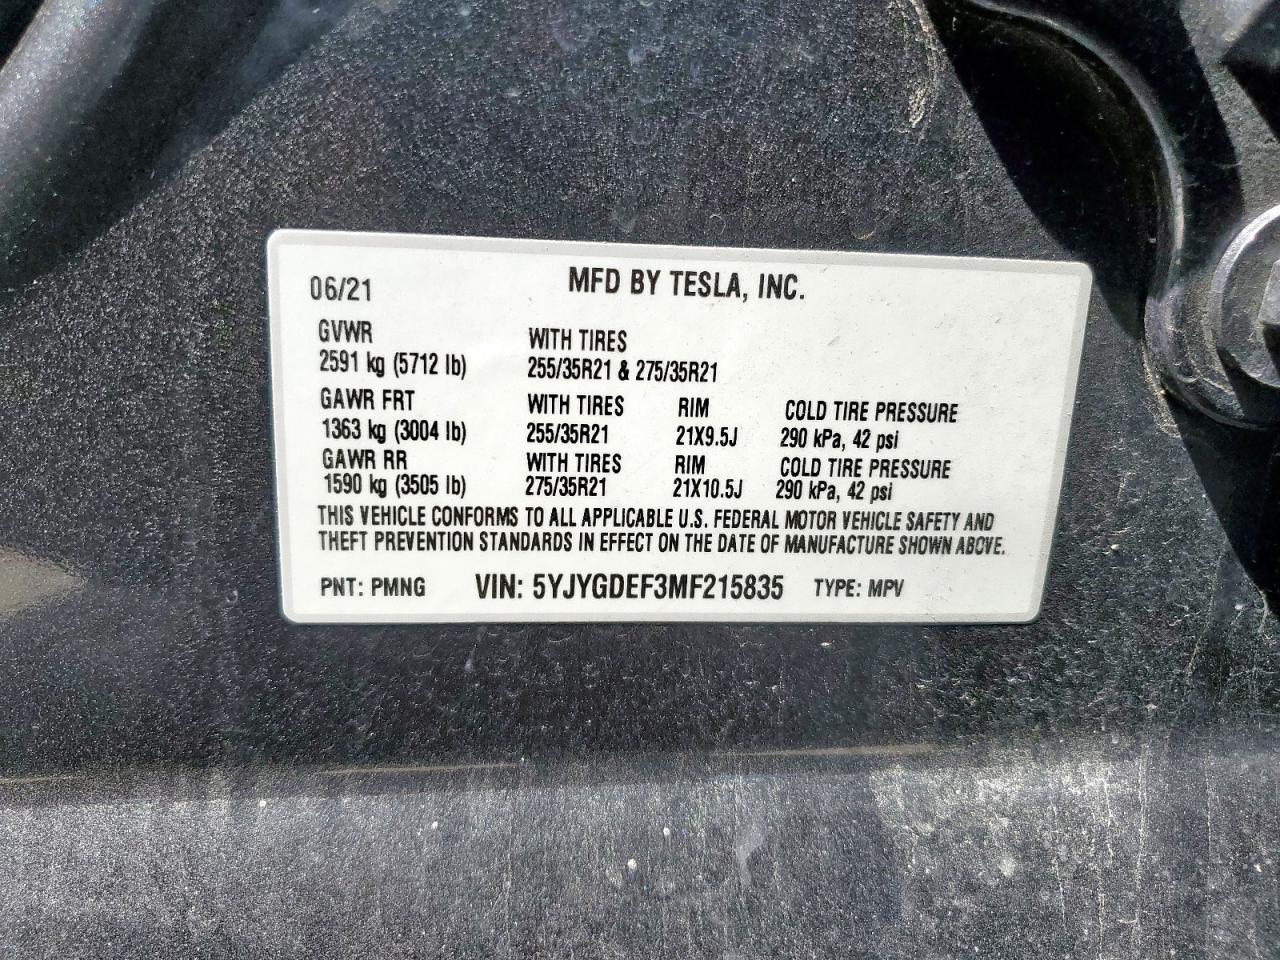 06/21 MFD BY TESLA, INC.
GVWR WITH TIRES
2591 kg (5712 lb) 255/35R21 & 275/35R21
GAWR FRT WITH TIRES RIM COLD TIRE PRESSURE
1363 kg (3004 lb) 255/35R21 21X9.5J 290 kPa, 42 psi
GAWR RR WITH TIRES RIM COLD TIRE PRESSURE
1590 kg (3505 lb) 275/35R21 21X10.5J 290 kPa, 42 psi
THIS VEHICLE CONFORMS TO ALL APPLICABLE U.S. FEDERAL MOTOR VEHICLE SAFETY AND
THEFT PREVENTION STANDARDS IN EFFECT ON THE DATE OF MANUFACTURE SHOWN ABOVE.
PNT: PMNG VIN: 5YJYGDEF3MF215835 TYPE: MPV